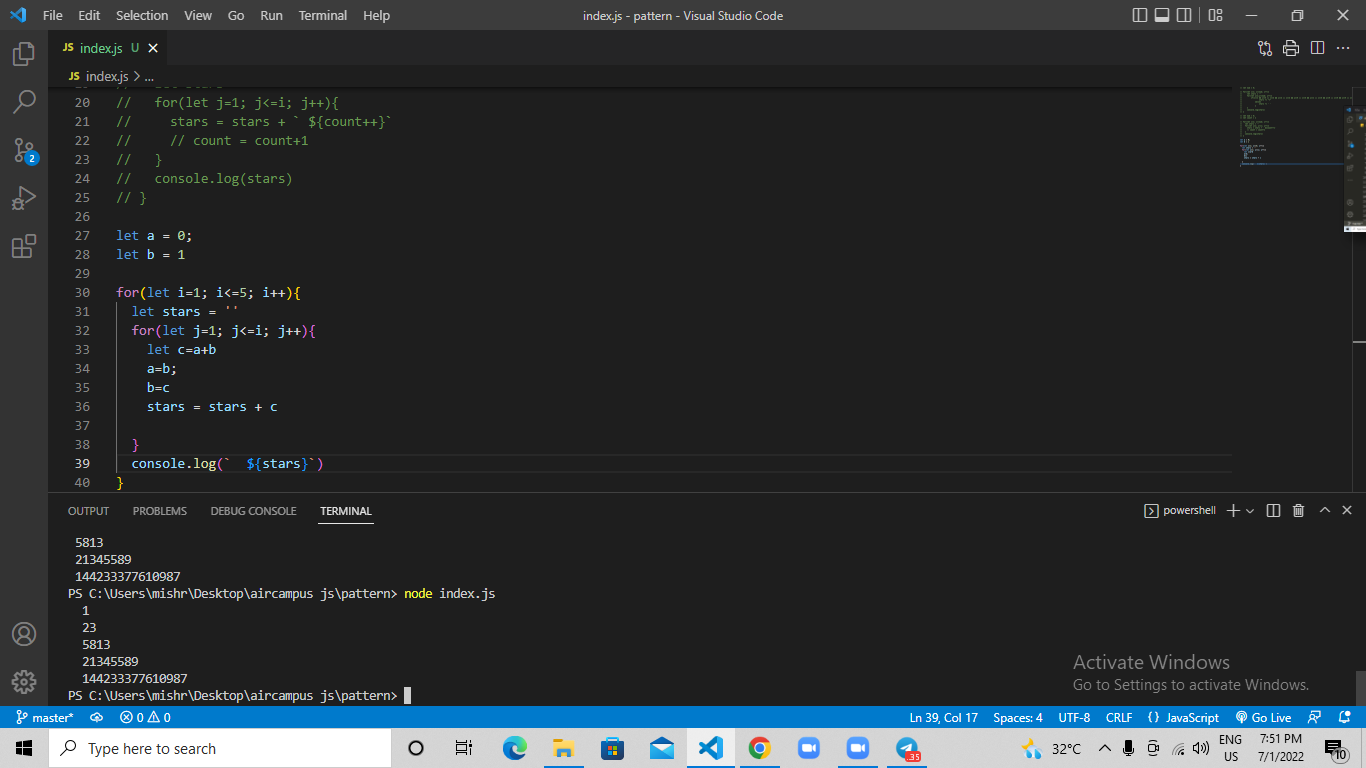 File Edit Selection View Go Run Terminal Help index.js - pattern - Visual Studio Code
JS index.js U
JS index.js > ...
20 //   for(let j=1; j<=i; j++){
21 //     stars = stars + ` ${count++}`
22 //     // count = count+1
23 //   }
24 //   console.log(stars)
25 // }
26
27 let a = 0;
28 let b = 1
29
30 for(let i=1; i<=5; i++){
31   let stars = ''
32   for(let j=1; j<=i; j++){
33     let c=a+b
34     a=b;
35     b=c
36     stars = stars + c
37
38   }
39   console.log(`  ${stars}`)
40 }
2
OUTPUT PROBLEMS DEBUG CONSOLE TERMINAL powershell
5813
21345589
144233377610987
PS C:\Users\mishr\Desktop\aircampus js\pattern> node index.js
1
23
5813
21345589
144233377610987
PS C:\Users\mishr\Desktop\aircampus js\pattern>
Activate Windows
Go to Settings to activate Windows.
master* 0 0 Ln 39, Col 17 Spaces: 4 UTF-8 CRLF {} JavaScript Go Live
Type here to search .35 32°C ENG 7:51 PM
US 7/1/2022 10